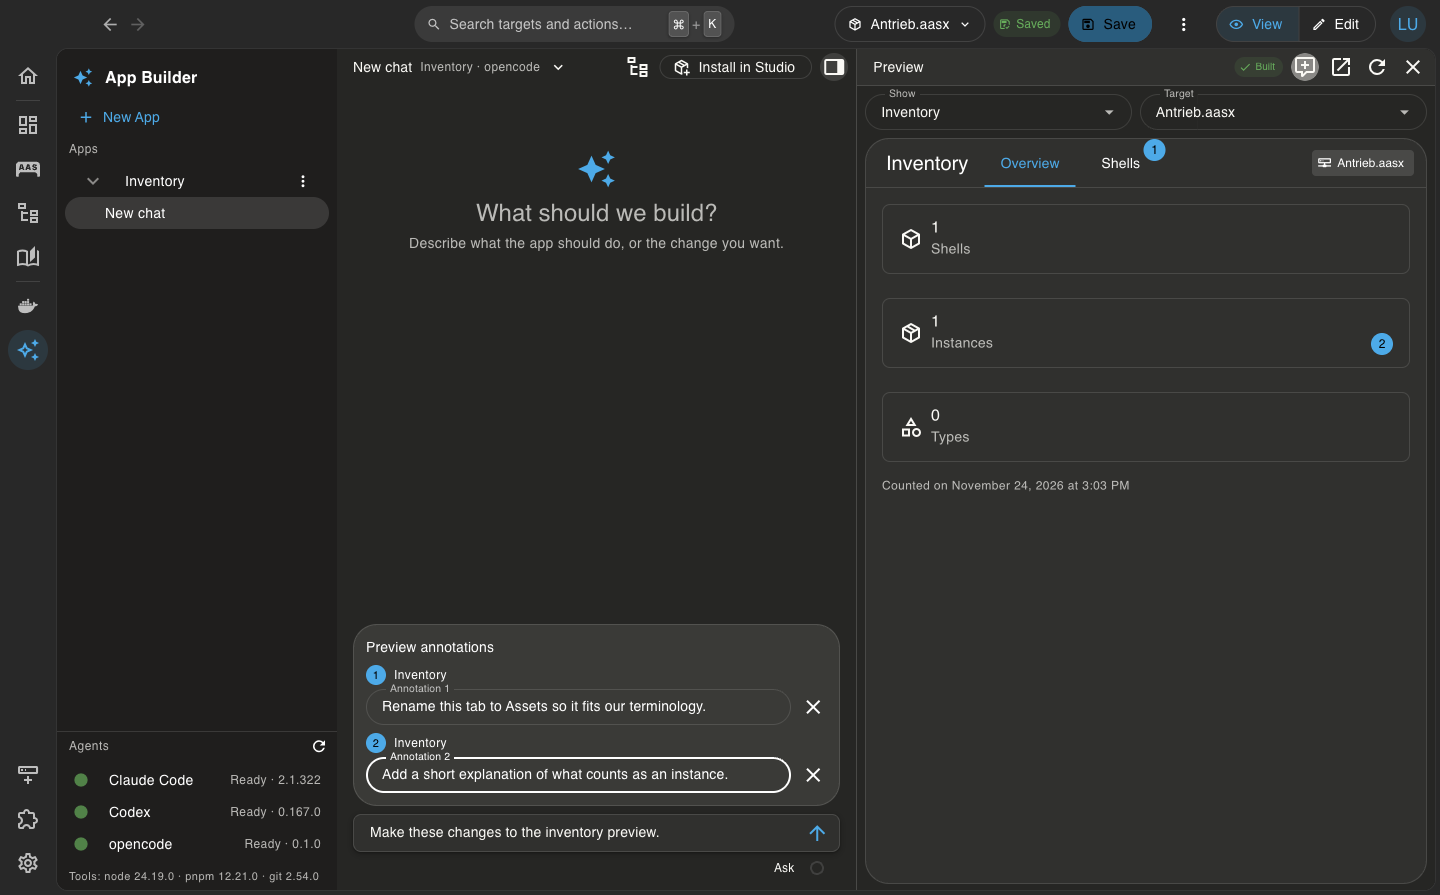 Search targets and actions…
⌘ + K
Antrieb.aasx
Saved
Save
View
Edit
LU
AAS
App Builder
New App
Apps
Inventory
New chat
Agents
Claude Code Ready · 2.1.322
Codex Ready · 0.167.0
opencode Ready · 0.1.0
Tools: node 24.19.0 · pnpm 12.21.0 · git 2.54.0
New chat Inventory · opencode
Install in Studio
What should we build?
Describe what the app should do, or the change you want.
Preview annotations
1 Inventory
Annotation 1
Rename this tab to Assets so it fits our terminology.
2 Inventory
Annotation 2
Add a short explanation of what counts as an instance.
Make these changes to the inventory preview.
Ask
Preview
Built
Show
Inventory
Target
Antrieb.aasx
Inventory
Overview
Shells
1
Antrieb.aasx
1
Shells
1
Instances
2
0
Types
Counted on November 24, 2026 at 3:03 PM